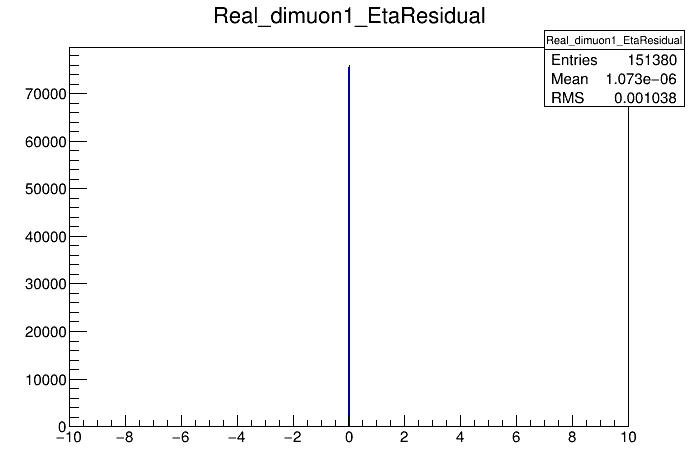 Real_dimuon1_EtaResidual
Real_dimuon1_EtaResidual
Entries 151380
Mean 1.073e−06
RMS 0.001038
70000
60000
50000
40000
30000
20000
10000
0
−10 −8 −6 −4 −2 0 2 4 6 8 10